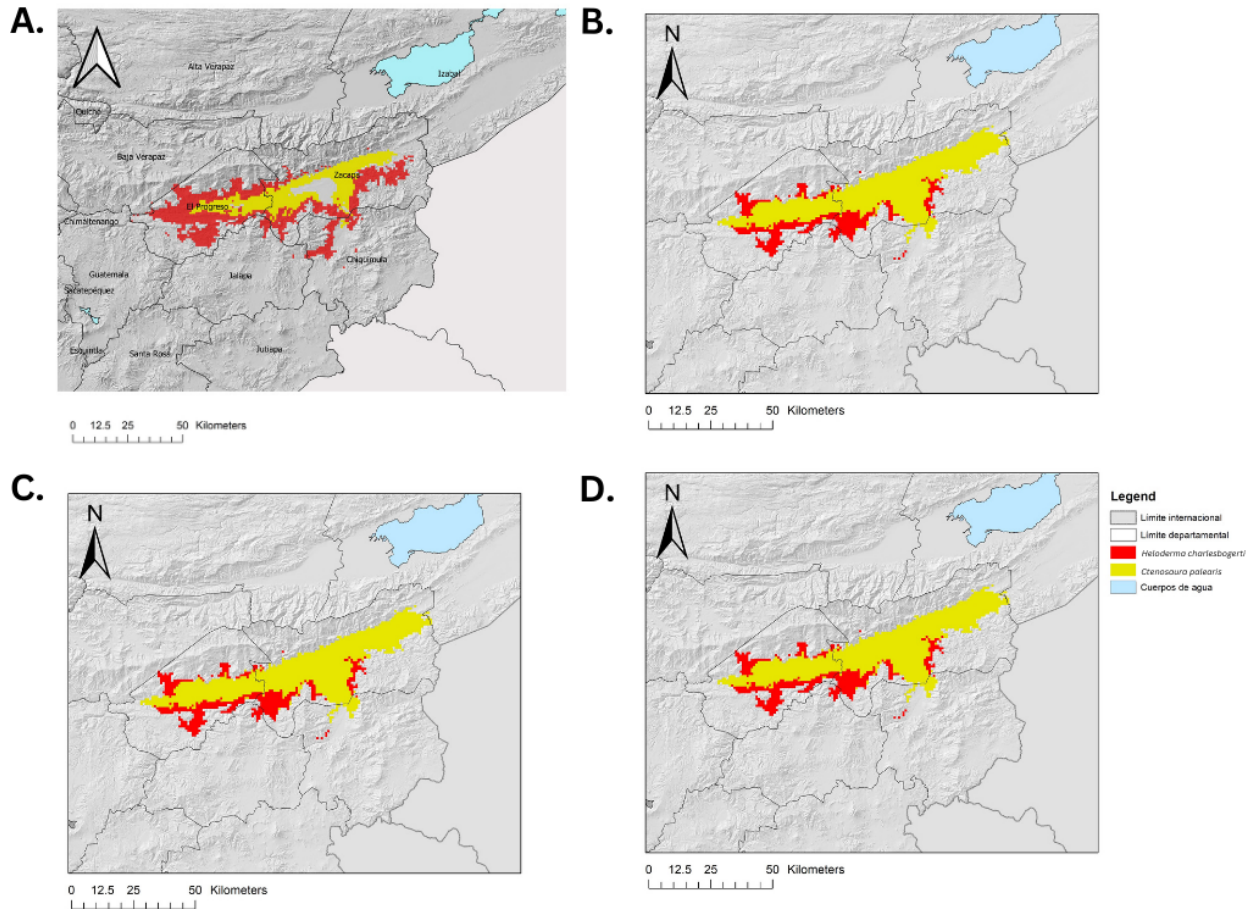 A.
Alta Verapaz
Izabal
Quiché
Baja Verapaz
Zacapa
El Progreso
Chimaltenango
Guatemala
Jalapa
Chiquimula
Sacatepéquez
Escuintla
Santa Rosa
Jutiapa
0 12.5 25 50 Kilometers
B.
N
0 12.5 25 50 Kilometers
C.
N
0 12.5 25 50 Kilometers
D.
N
0 12.5 25 50 Kilometers
Legend
Límite internacional
Límite departamental
Heloderma charlesbogerti
Ctenosaura palearis
Cuerpos de agua